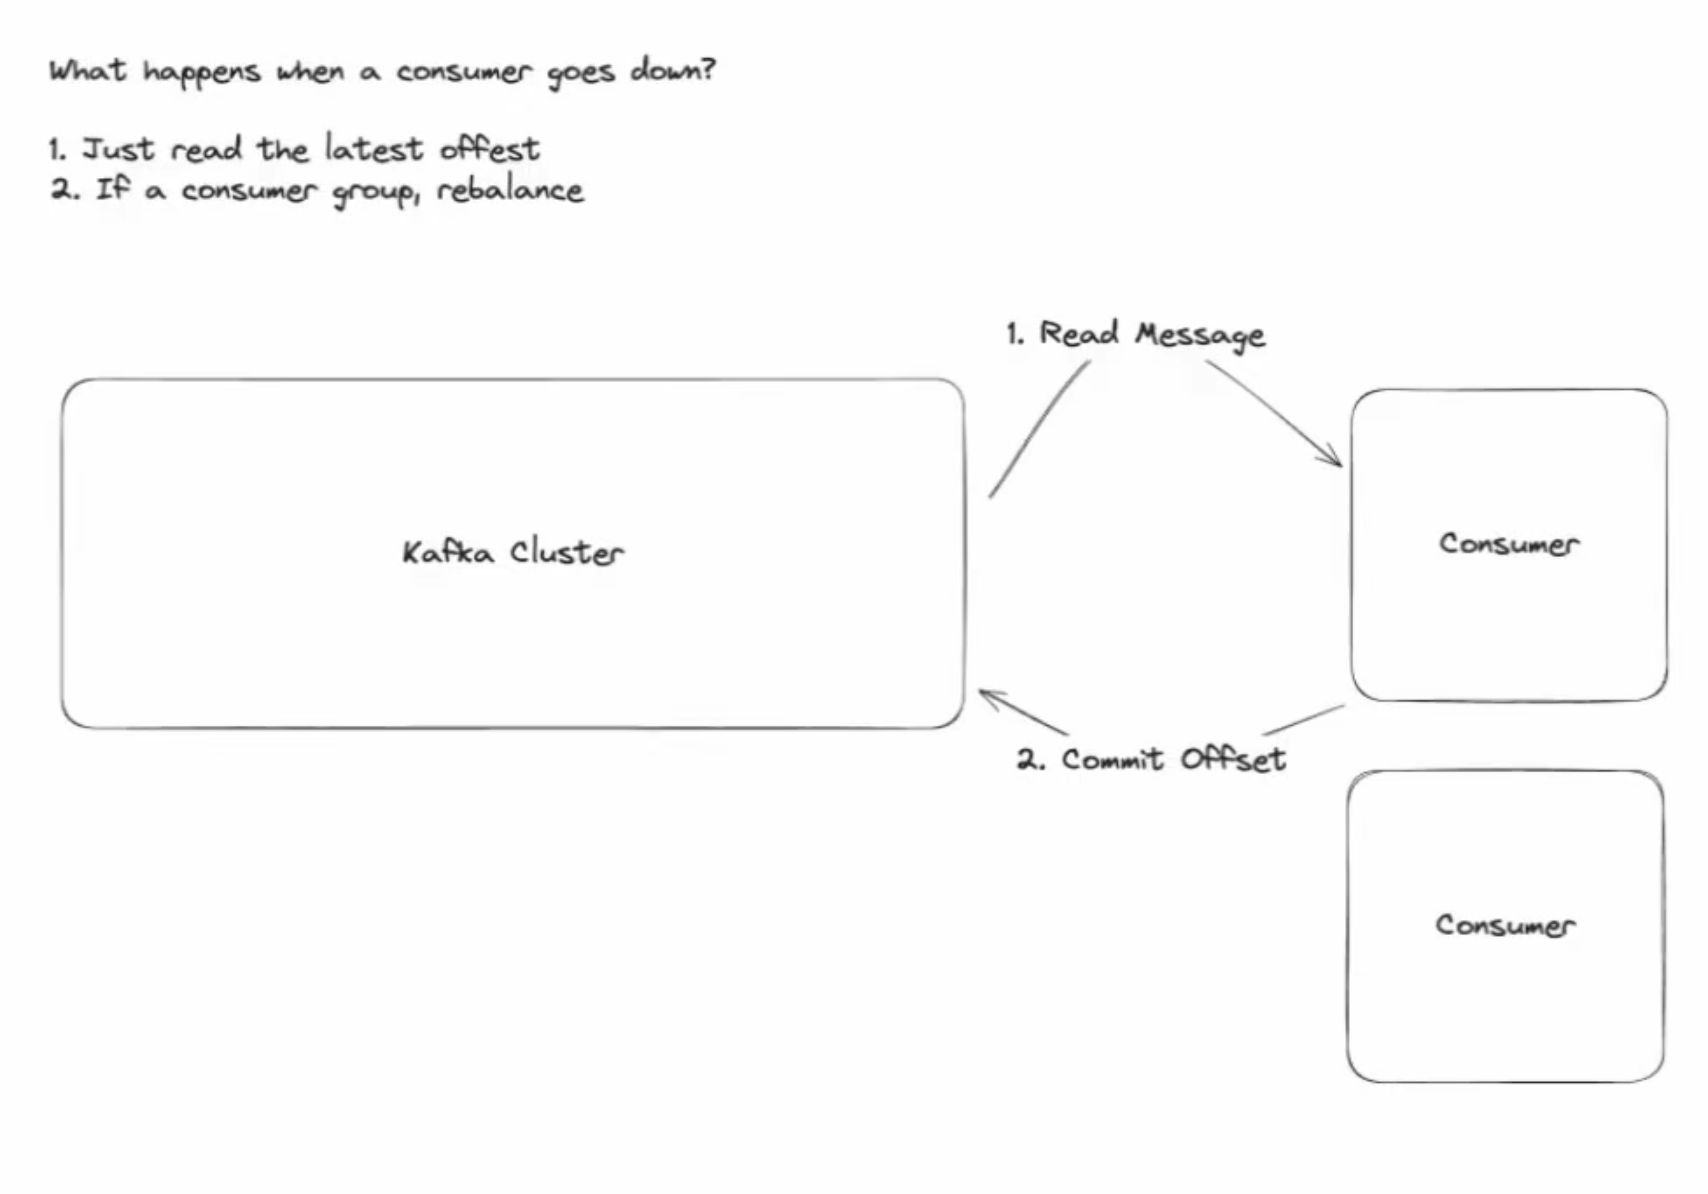 What happens when a consumer goes down?
1. Just read the latest offest
2. If a consumer group, rebalance
1. Read Message
Kafka Cluster
Consumer
2. Commit Offset
Consumer